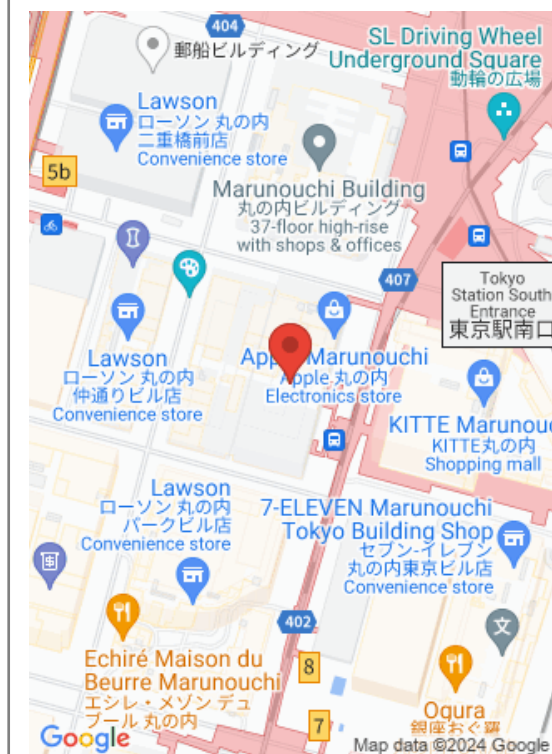 404
郵船ビルディング
SL Driving Wheel
Underground Square
動輪の広場
Lawson
ローソン 丸の内
二重橋前店
Convenience store
5b
Marunouchi Building
丸の内ビルディング
37-floor high-rise
with shops & offices
407
Tokyo
Station South
Entrance
東京駅南口
Lawson
ローソン 丸の内
仲通りビル店
Convenience store
Marunouchi
Apple 丸の内
Electronics store
KITTE
KITTE丸の内
Shopping mall
Lawson
ローソン 丸の内
パークビル店
Convenience store
7-ELEVEN Marunouchi
Tokyo Building Shop
セブン-イレブン
丸の内東京ビル店
Convenience store
文
402
Echiré Maison du
Beurre Marunouchi
エシレ・メゾン デュ
ブール 丸の内
8
7
Oqura
Google
Map data ©2024 Google